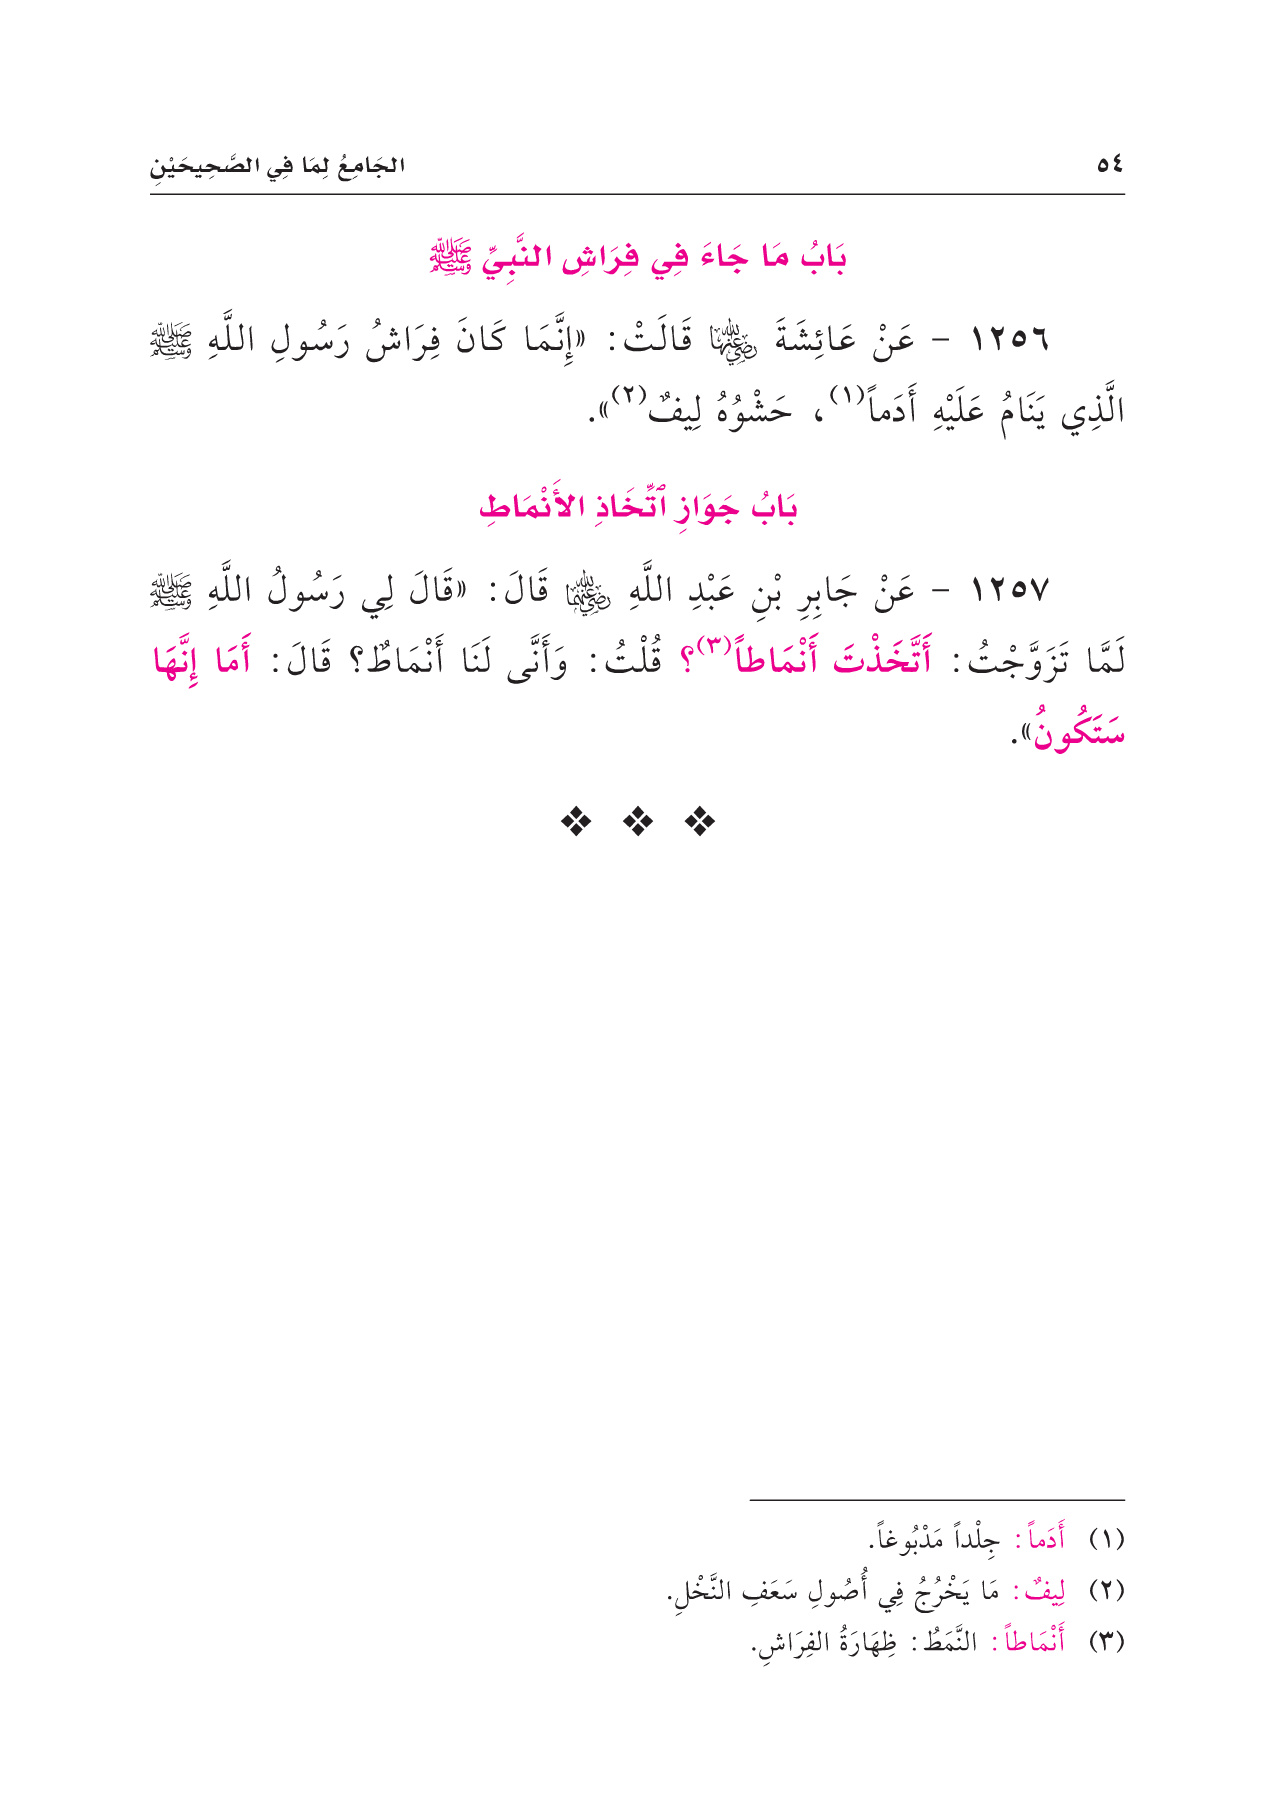 ٥٤ الجَامِعُ لِمَا فِي الصَّحِيحَيْنِ
بَابُ مَا جَاءَ فِي فِرَاشِ النَّبِيِّ ﷺ
١٢٥٦ - عَنْ عَائِشَةَ رضي الله عنها قَالَتْ: «إِنَّمَا كَانَ فِرَاشُ رَسُولِ اللَّهِ ﷺ
الَّذِي يَنَامُ عَلَيْهِ أَدَماً(١)، حَشْوُهُ لِيفٌ(٢)».
بَابُ جَوَازِ ٱتِّخَاذِ الأَنْمَاطِ
١٢٥٧ - عَنْ جَابِرِ بْنِ عَبْدِ اللَّهِ رضي الله عنهما قَالَ: «قَالَ لِي رَسُولُ اللَّهِ ﷺ
لَمَّا تَزَوَّجْتُ: أَتَّخَذْتَ أَنْمَاطاً(٣)؟ قُلْتُ: وَأَنَّى لَنَا أَنْمَاطٌ؟ قَالَ: أَمَا إِنَّهَا
سَتَكُونُ».
(١) أَدَماً: جِلْداً مَدْبُوغاً.
(٢) لِيفٌ: مَا يَخْرُجُ فِي أُصُولِ سَعَفِ النَّخْلِ.
(٣) أَنْمَاطاً: النَّمَطُ: ظِهَارَةُ الفِرَاشِ.